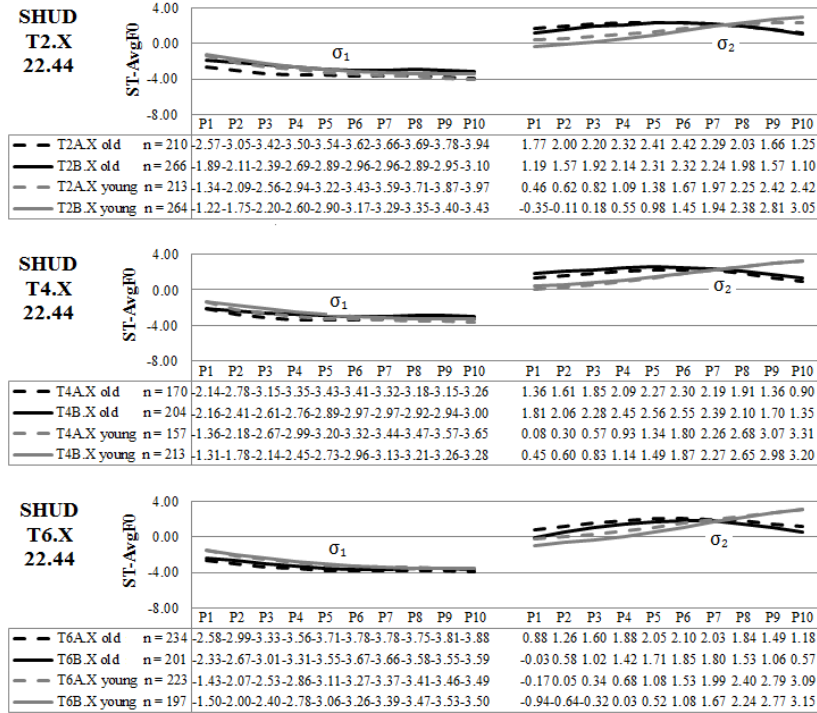 SHUD
T2.X
22.44
ST-AvgF0
4.00
0.00
-4.00
-8.00
σ1
σ2
P1 P2 P3 P4 P5 P6 P7 P8 P9 P10 P1 P2 P3 P4 P5 P6 P7 P8 P9 P10
T2A.X old n = 210 -2.57 -3.05 -3.42 -3.50 -3.54 -3.62 -3.66 -3.69 -3.78 -3.94 1.77 2.00 2.20 2.32 2.41 2.42 2.29 2.03 1.66 1.25
T2B.X old n = 266 -1.89 -2.11 -2.39 -2.69 -2.89 -2.96 -2.96 -2.89 -2.95 -3.10 1.19 1.57 1.92 2.14 2.31 2.32 2.24 1.98 1.57 1.10
T2A.X young n = 213 -1.34 -2.09 -2.56 -2.94 -3.22 -3.43 -3.59 -3.71 -3.87 -3.97 0.46 0.62 0.82 1.09 1.38 1.67 1.97 2.25 2.42 2.42
T2B.X young n = 264 -1.22 -1.75 -2.20 -2.60 -2.90 -3.17 -3.29 -3.35 -3.40 -3.43 -0.35 -0.11 0.18 0.55 0.98 1.45 1.94 2.38 2.81 3.05
SHUD
T4.X
22.44
ST-AvgF0
4.00
0.00
-4.00
-8.00
σ1
σ2
P1 P2 P3 P4 P5 P6 P7 P8 P9 P10 P1 P2 P3 P4 P5 P6 P7 P8 P9 P10
T4A.X old n = 170 -2.14 -2.78 -3.15 -3.35 -3.43 -3.41 -3.32 -3.18 -3.15 -3.26 1.36 1.61 1.85 2.09 2.27 2.30 2.19 1.91 1.36 0.90
T4B.X old n = 204 -2.16 -2.41 -2.61 -2.76 -2.89 -2.97 -2.97 -2.92 -2.94 -3.00 1.81 2.06 2.28 2.45 2.56 2.55 2.39 2.10 1.70 1.35
T4A.X young n = 157 -1.36 -2.18 -2.67 -2.99 -3.20 -3.32 -3.44 -3.47 -3.57 -3.65 0.08 0.30 0.57 0.93 1.34 1.80 2.26 2.68 3.07 3.31
T4B.X young n = 213 -1.31 -1.78 -2.14 -2.45 -2.73 -2.96 -3.13 -3.21 -3.26 -3.28 0.45 0.60 0.83 1.14 1.49 1.87 2.27 2.65 2.98 3.20
SHUD
T6.X
22.44
ST-AvgF0
4.00
0.00
-4.00
-8.00
σ1
σ2
P1 P2 P3 P4 P5 P6 P7 P8 P9 P10 P1 P2 P3 P4 P5 P6 P7 P8 P9 P10
T6A.X old n = 234 -2.58 -2.99 -3.33 -3.56 -3.71 -3.78 -3.78 -3.75 -3.81 -3.88 0.88 1.26 1.60 1.88 2.05 2.10 2.03 1.84 1.49 1.18
T6B.X old n = 201 -2.33 -2.67 -3.01 -3.31 -3.55 -3.67 -3.66 -3.58 -3.55 -3.59 -0.03 0.58 1.02 1.42 1.71 1.85 1.80 1.53 1.06 0.57
T6A.X young n = 223 -1.43 -2.07 -2.53 -2.86 -3.11 -3.27 -3.37 -3.41 -3.46 -3.49 -0.17 0.05 0.34 0.68 1.08 1.53 1.99 2.40 2.79 3.09
T6B.X young n = 197 -1.50 -2.00 -2.40 -2.78 -3.06 -3.26 -3.39 -3.47 -3.53 -3.50 -0.94 -0.64 -0.32 0.03 0.52 1.08 1.67 2.24 2.77 3.15